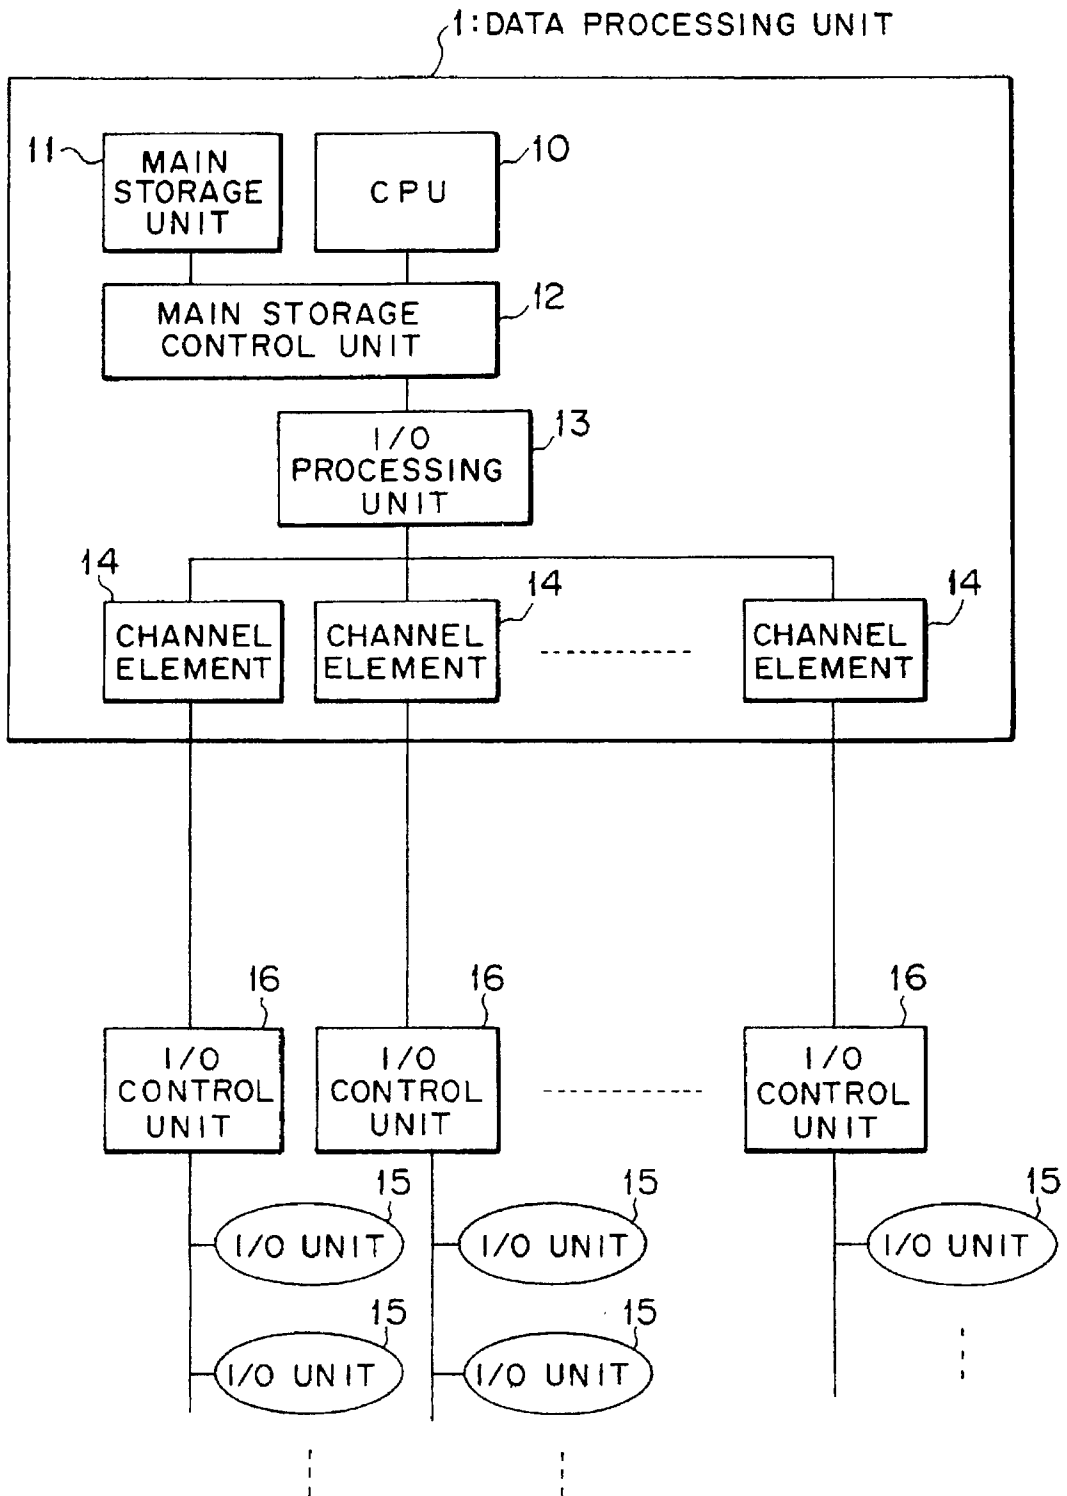 1:DATA PROCESSING UNIT
11
MAIN
STORAGE
UNIT
10
CPU
12
MAIN STORAGE
CONTROL UNIT
13
I/O
PROCESSING
UNIT
14
CHANNEL
ELEMENT
14
CHANNEL
ELEMENT
14
CHANNEL
ELEMENT
16
I/O
CONTROL
UNIT
16
I/O
CONTROL
UNIT
16
I/O
CONTROL
UNIT
15
I/O UNIT
15
I/O UNIT
15
I/O UNIT
15
I/O UNIT
15
I/O UNIT